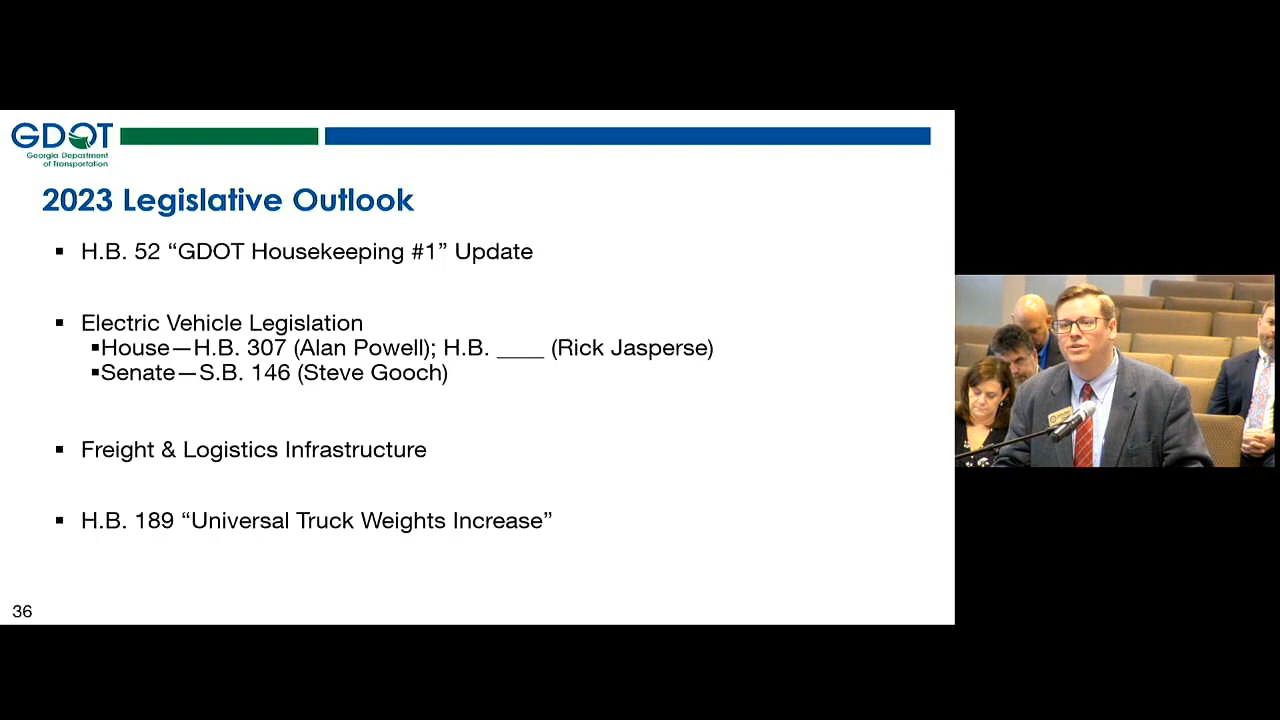 GDOT
Georgia Department
of Transportation
2023 Legislative Outlook
▪ H.B. 52 “GDOT Housekeeping #1” Update
▪ Electric Vehicle Legislation
▪House—H.B. 307 (Alan Powell); H.B. ____ (Rick Jasperse)
▪Senate—S.B. 146 (Steve Gooch)
▪ Freight & Logistics Infrastructure
▪ H.B. 189 “Universal Truck Weights Increase”
36